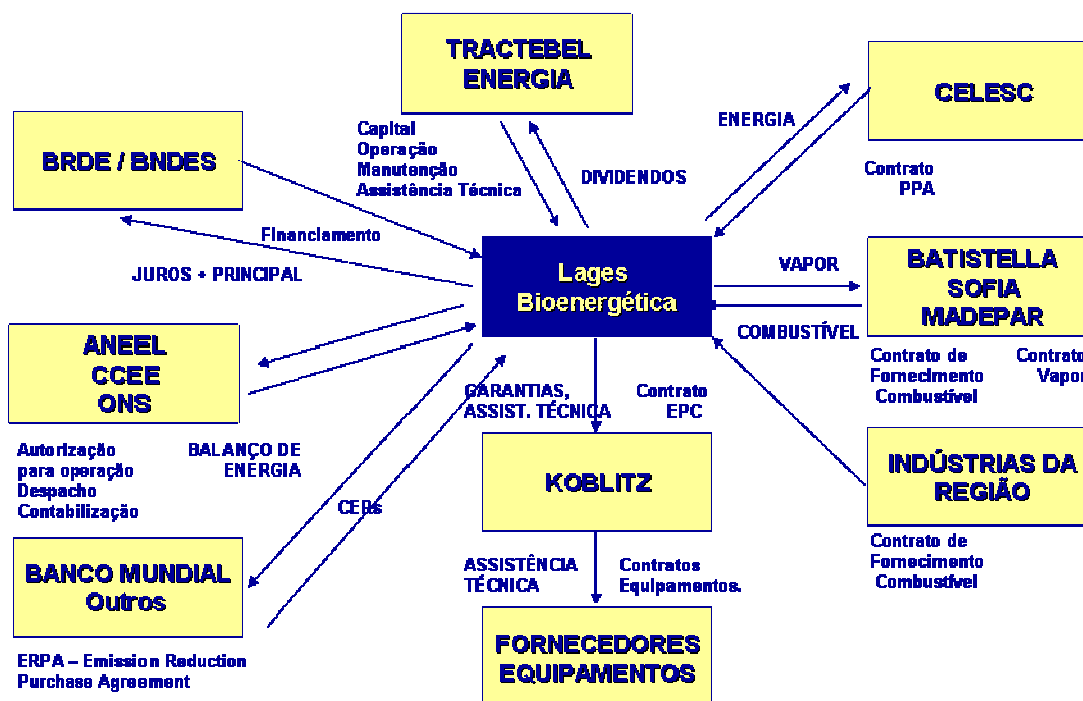 TRACTEBEL
ENERGIA
CELESC
BRDE / BNDES
Capital
Operação
Manutenção
Assistência Técnica
ENERGIA
DIVIDENDOS
Contrato
PPA
Financiamento
JUROS + PRINCIPAL
Lages
Bioenergética
VAPOR
COMBUSTÍVEL
BATISTELLA
SOFIA
MADEPAR
ANEEL
CCEE
ONS
Contrato de
Fornecimento
Combustível
Contrato
Vapor
GARANTIAS,
ASSIST. TÉCNICA
Contrato
EPC
Autorização
para operação
Despacho
Contabilização
BALANÇO DE
ENERGIA
CERs
KOBLITZ
INDÚSTRIAS DA
REGIÃO
Contrato de
Fornecimento
Combustível
BANCO MUNDIAL
Outros
ASSISTÊNCIA
TÉCNICA
Contratos
Equipamentos.
ERPA – Emission Reduction
Purchase Agreement
FORNECEDORES
EQUIPAMENTOS